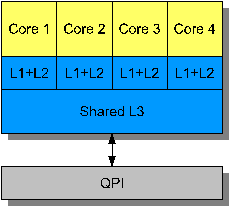 Core 1 Core 2 Core 3 Core 4
L1+L2 L1+L2 L1+L2 L1+L2
Shared L3
QPI